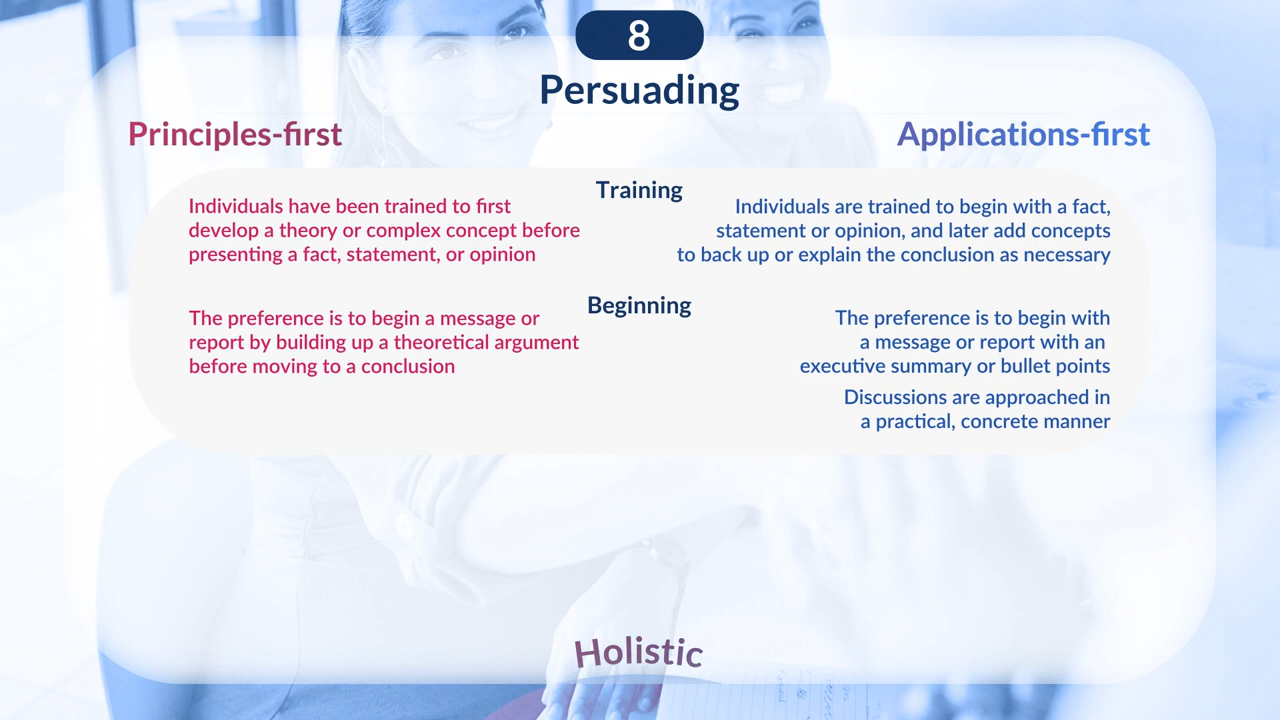 8
Persuading
Principles-first
Applications-first
Training
Individuals have been trained to first
develop a theory or complex concept before
presenting a fact, statement, or opinion
Individuals are trained to begin with a fact,
statement or opinion, and later add concepts
to back up or explain the conclusion as necessary
Beginning
The preference is to begin a message or
report by building up a theoretical argument
before moving to a conclusion
The preference is to begin with
a message or report with an
executive summary or bullet points
Discussions are approached in
a practical, concrete manner
Holistic